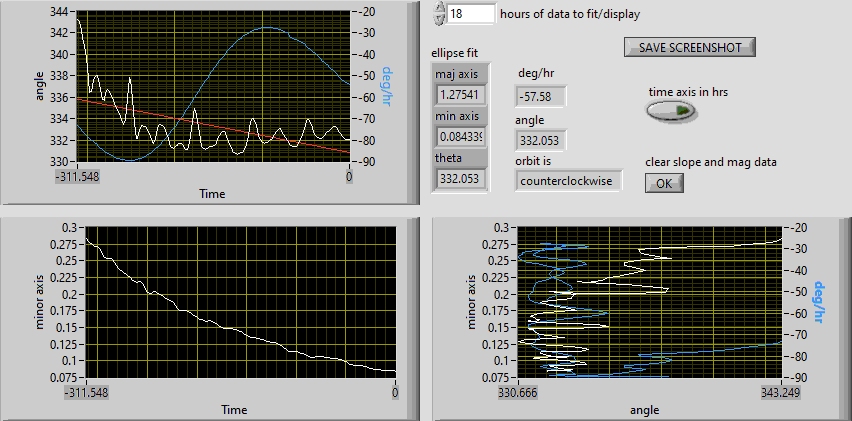 344
342
340
338
336
334
332
330
angle
-20
-30
-40
-50
-60
-70
-80
-90
deg/hr
-311.548
0
Time
18 hours of data to fit/display
SAVE SCREENSHOT
ellipse fit
maj axis
1.27541
min axis
0.084339
theta
332.053
deg/hr
-57.58
angle
332.053
orbit is
counterclockwise
time axis in hrs
clear slope and mag data
OK
0.3
0.275
0.25
0.225
0.2
0.175
0.15
0.125
0.1
0.075
minor axis
-311.548
0
Time
0.3
0.275
0.25
0.225
0.2
0.175
0.15
0.125
0.1
0.075
minor axis
-20
-30
-40
-50
-60
-70
-80
-90
deg/hr
330.666
343.249
angle